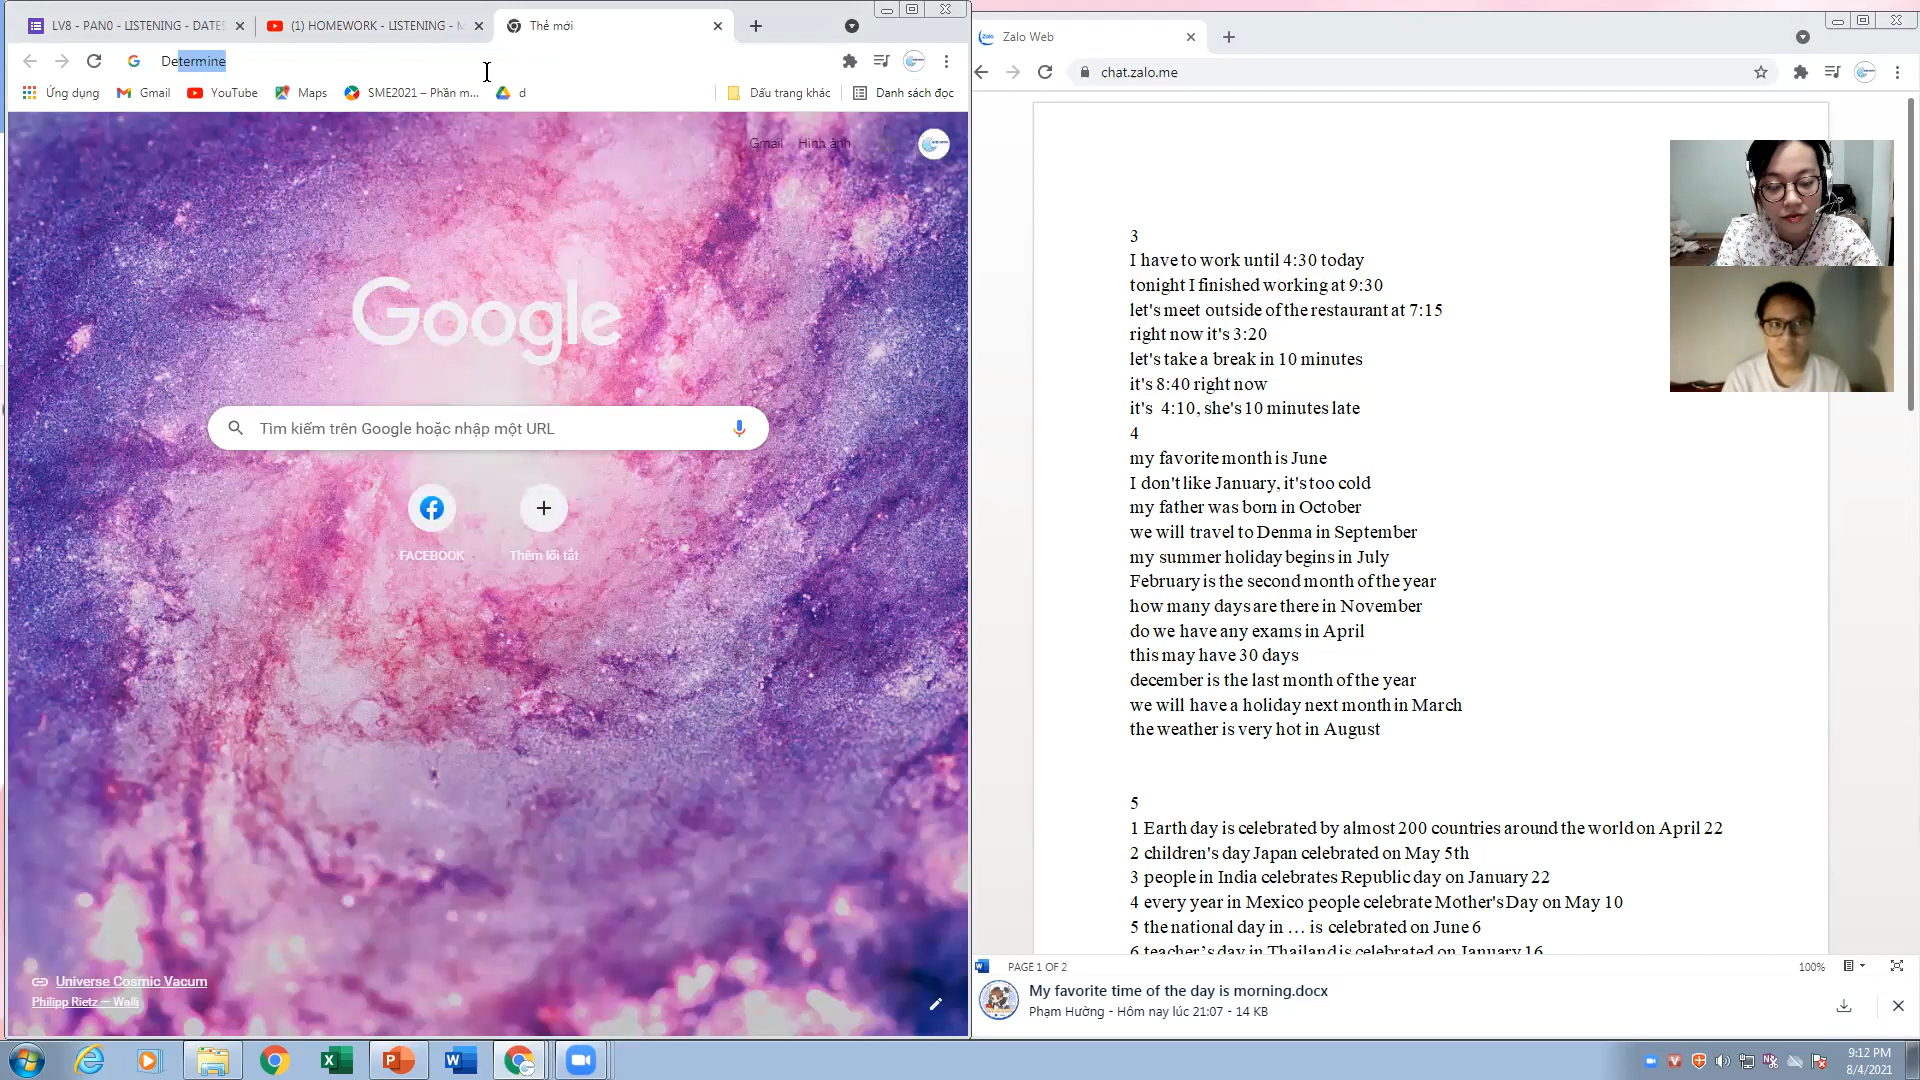 LV8 - PAN0 - LISTENING - DATES
(1) HOMEWORK - LISTENING - M
Thẻ mới
Determine
Ứng dụng
Gmail
YouTube
Maps
SME2021 – Phần m...
d
Dấu trang khác
Danh sách đọc
Gmail
Hình ảnh
Google
Tìm kiếm trên Google hoặc nhập một URL
FACEBOOK
Thêm lối tắt
Universe Cosmic Vacum
Philipp Rietz — Walli
Zalo Web
chat.zalo.me
3
I have to work until 4:30 today
tonight I finished working at 9:30
let's meet outside of the restaurant at 7:15
right now it's 3:20
let's take a break in 10 minutes
it's 8:40 right now
it's 4:10, she's 10 minutes late
4
my favorite month is June
I don't like January, it's too cold
my father was born in October
we will travel to Denma in September
my summer holiday begins in July
February is the second month of the year
how many days are there in November
do we have any exams in April
this may have 30 days
december is the last month of the year
we will have a holiday next month in March
the weather is very hot in August
5
1 Earth day is celebrated by almost 200 countries around the world on April 22
2 children's day Japan celebrated on May 5th
3 people in India celebrates Republic day on January 22
4 every year in Mexico people celebrate Mother's Day on May 10
5 the national day in … is celebrated on June 6
6 teacher's day in Thailand is celebrated on January 16
PAGE 1 OF 2
100%
My favorite time of the day is morning.docx
Phạm Hường - Hôm nay lúc 21:07 - 14 KB
9:12 PM
8/4/2021